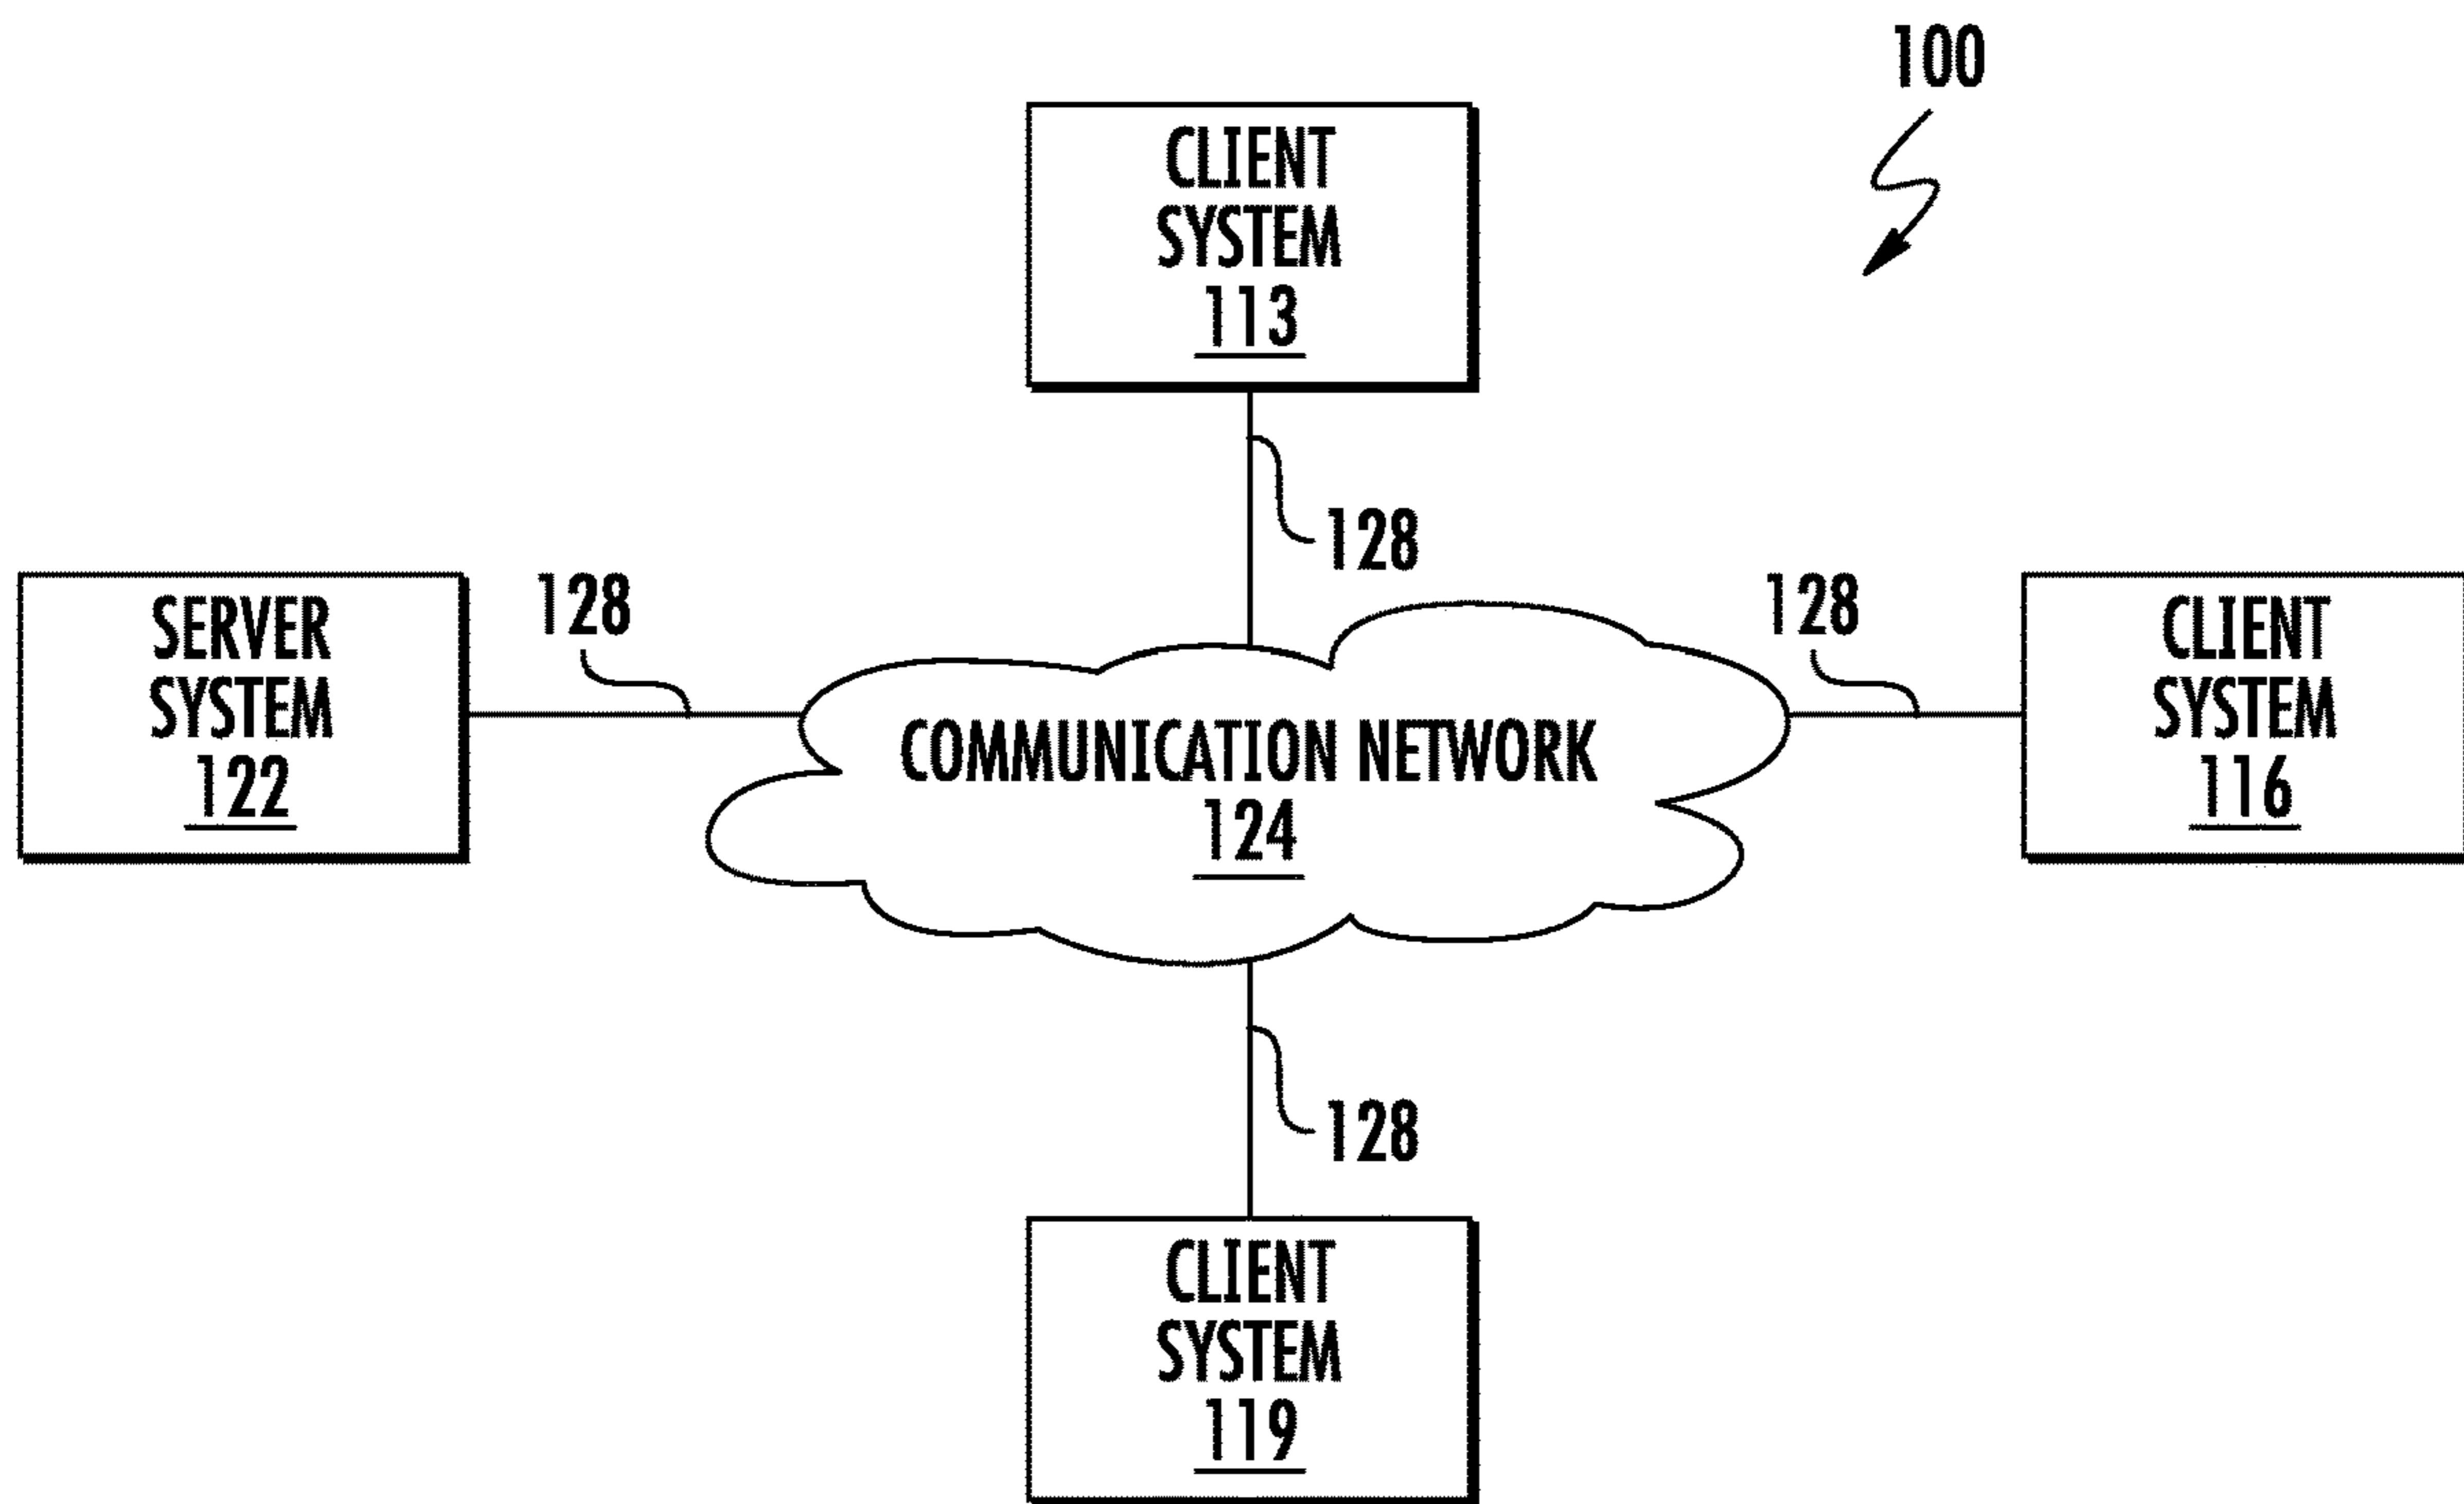 100
CLIENT
SYSTEM
113
128
SERVER
SYSTEM
122
128
COMMUNICATION NETWORK
124
128
CLIENT
SYSTEM
116
128
CLIENT
SYSTEM
119